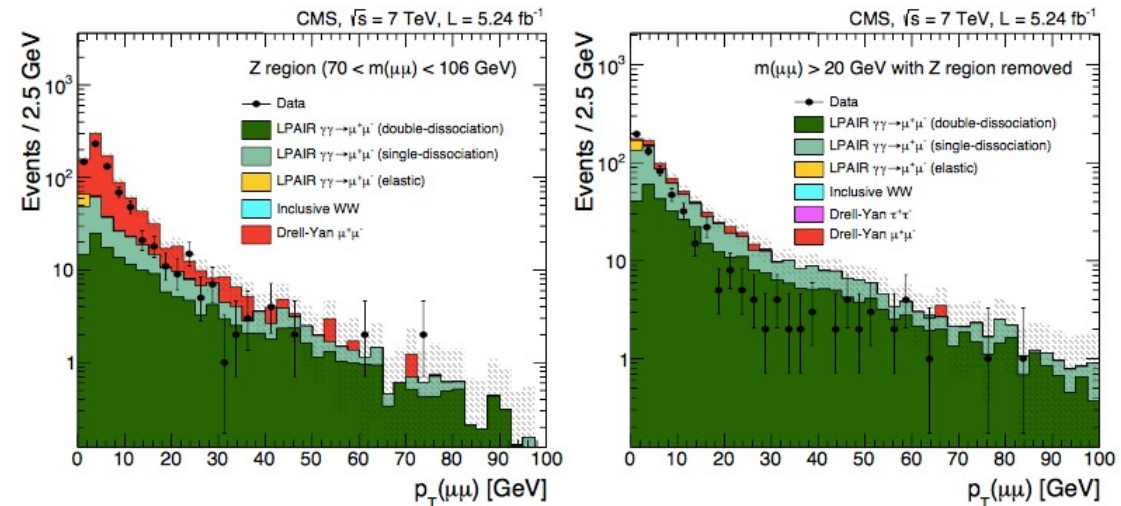 CMS, √s = 7 TeV, L = 5.24 fb⁻¹
Events / 2.5 GeV
Z region (70 < m(μμ) < 106 GeV)
Data
LPAIR γγ→μ⁺μ⁻ (double-dissociation)
LPAIR γγ→μ⁺μ⁻ (single-dissociation)
LPAIR γγ→μ⁺μ⁻ (elastic)
Inclusive WW
Drell-Yan μ⁺μ⁻
10³
10²
10
1
0 10 20 30 40 50 60 70 80 90 100
p_T(μμ) [GeV]
CMS, √s = 7 TeV, L = 5.24 fb⁻¹
Events / 2.5 GeV
m(μμ) > 20 GeV with Z region removed
Data
LPAIR γγ→μ⁺μ⁻ (double-dissociation)
LPAIR γγ→μ⁺μ⁻ (single-dissociation)
LPAIR γγ→μ⁺μ⁻ (elastic)
Inclusive WW
Drell-Yan τ⁺τ⁻
Drell-Yan μ⁺μ⁻
10³
10²
10
1
0 10 20 30 40 50 60 70 80 90 100
p_T(μμ) [GeV]